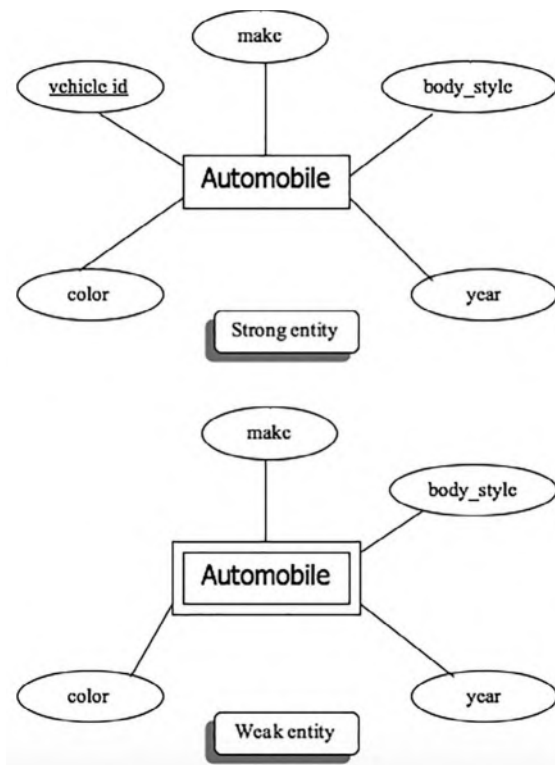 make
vehicle id
body_style
Automobile
color
year
Strong entity
make
body_style
Automobile
color
year
Weak entity